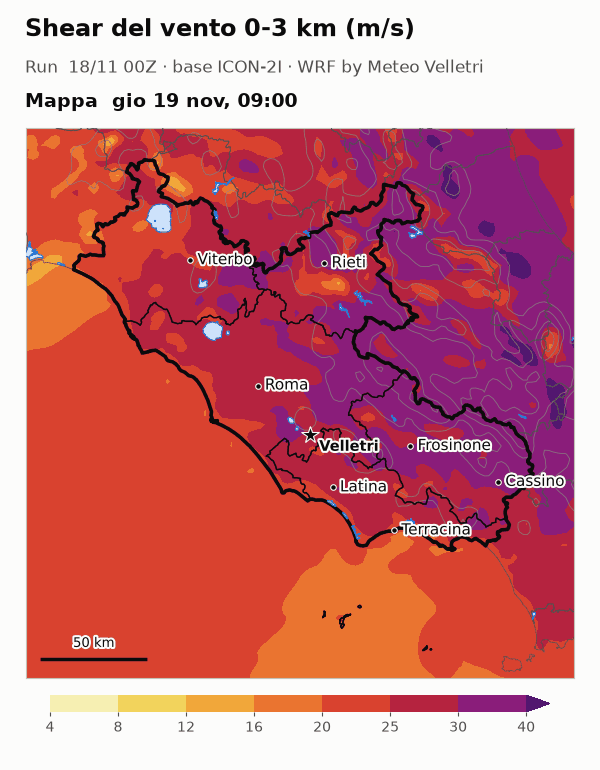 Shear del vento 0-3 km (m/s)
Run  18/11 00Z · base ICON-2I · WRF by Meteo Velletri
Mappa  gio 19 nov, 09:00
Viterbo
Rieti
Roma
Velletri
Frosinone
Cassino
Latina
Terracina
50 km
4 8 12 16 20 25 30 40